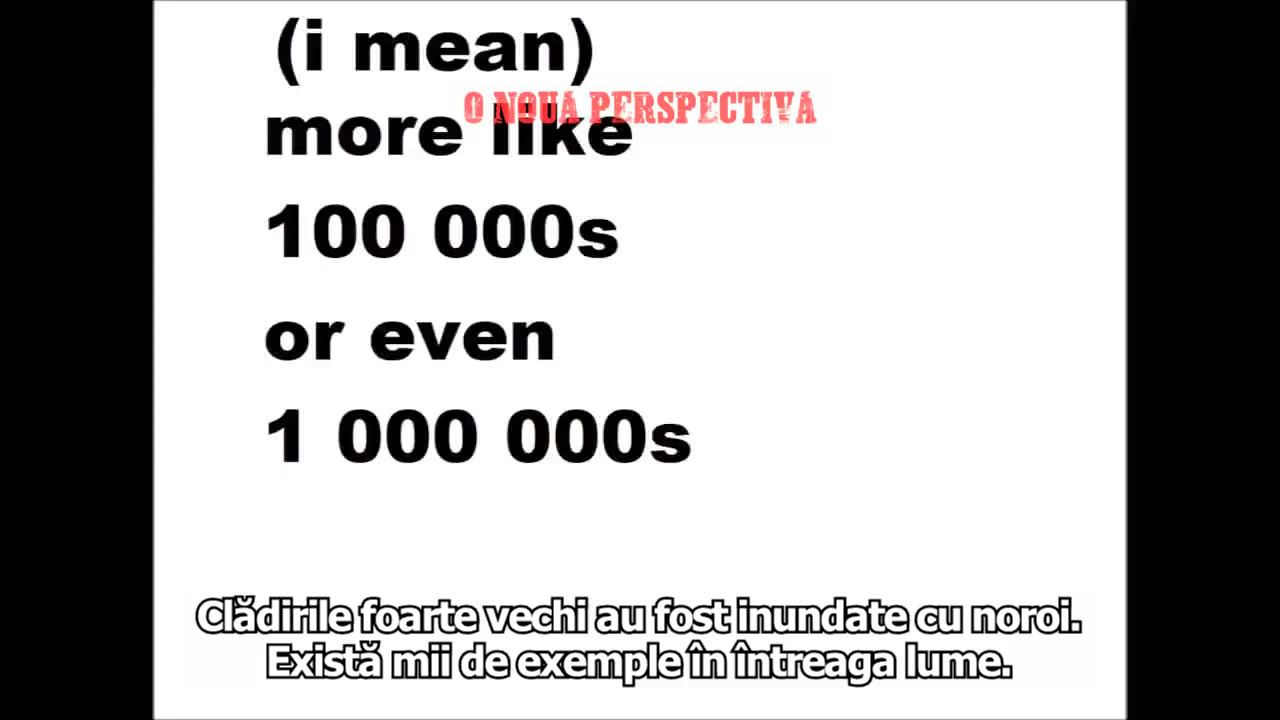 (i mean)
O NOUA PERSPECTIVA
more like
100 000s
or even
1 000 000s
Clădirile foarte vechi au fost inundate cu noroi.
Există mii de exemple în întreaga lume.